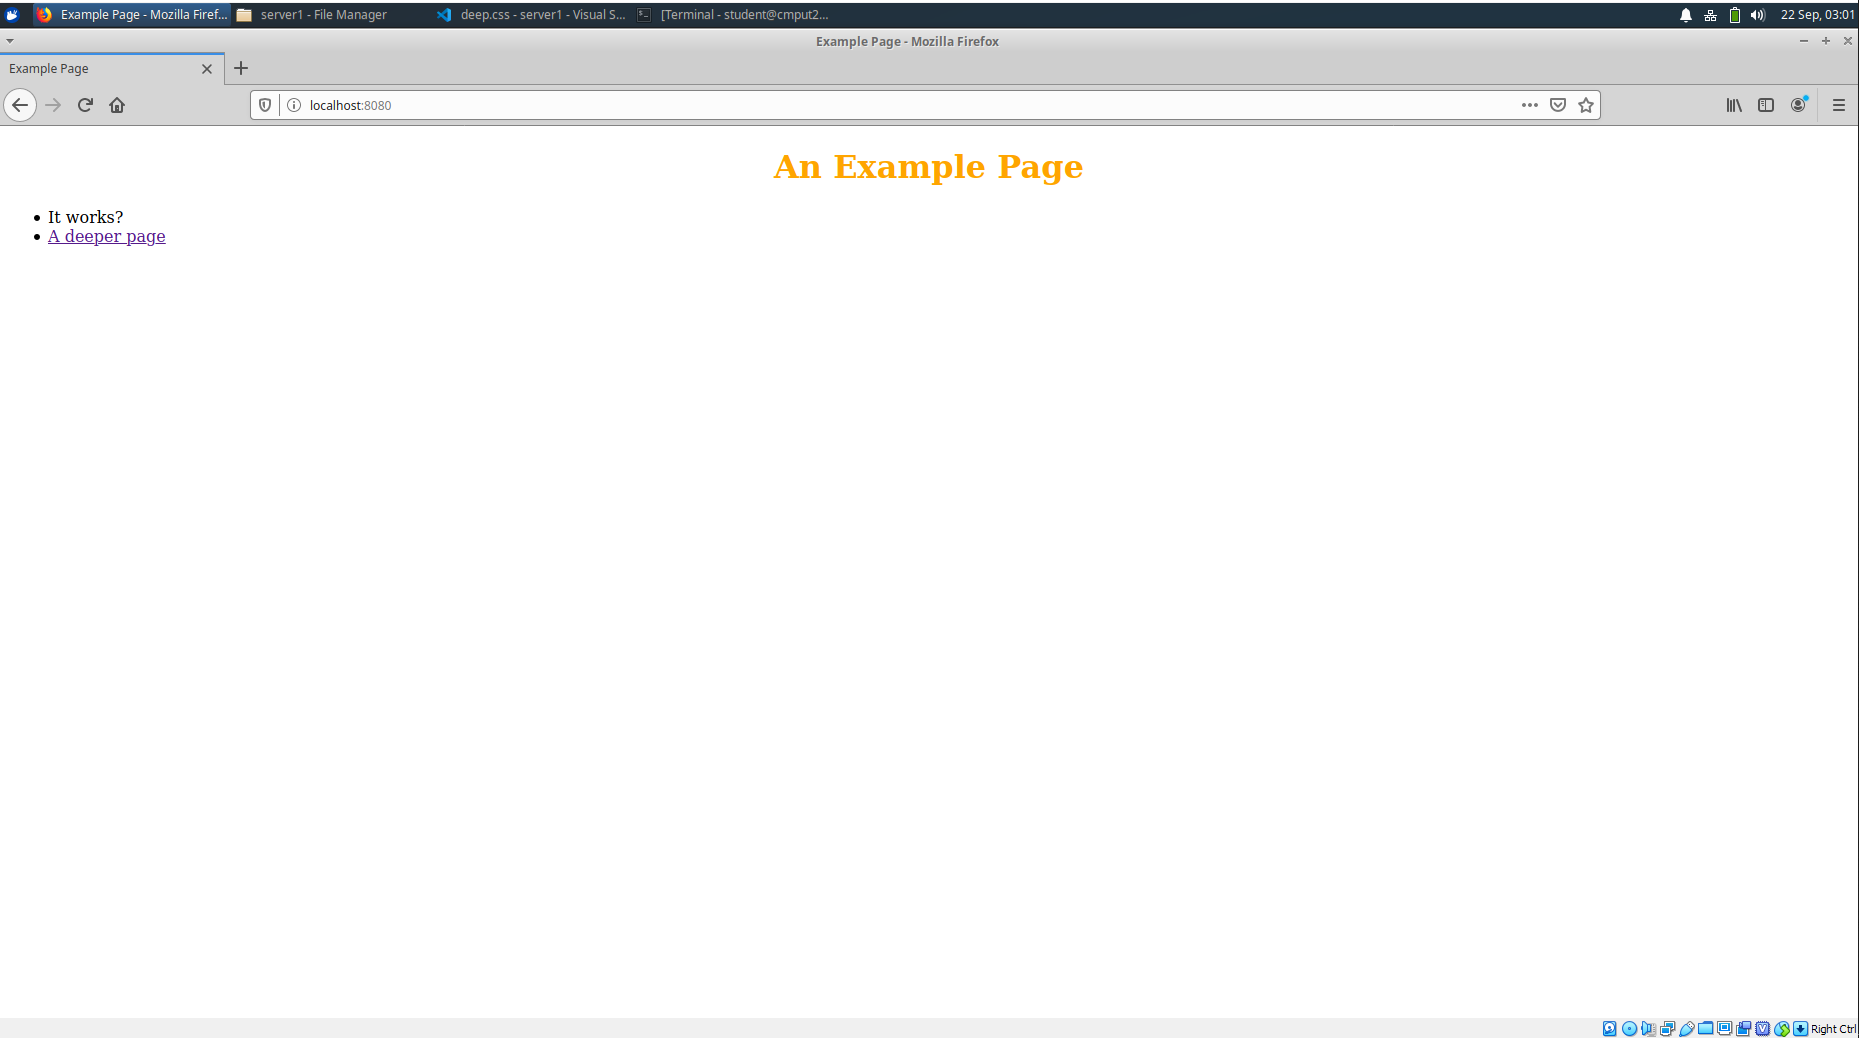 Example Page - Mozilla Firef...
server1 - File Manager
deep.css - server1 - Visual S...
[Terminal - student@cmput2...
22 Sep, 03:01
Example Page - Mozilla Firefox
Example Page
localhost:8080
An Example Page
It works?
A deeper page
Right Ctrl